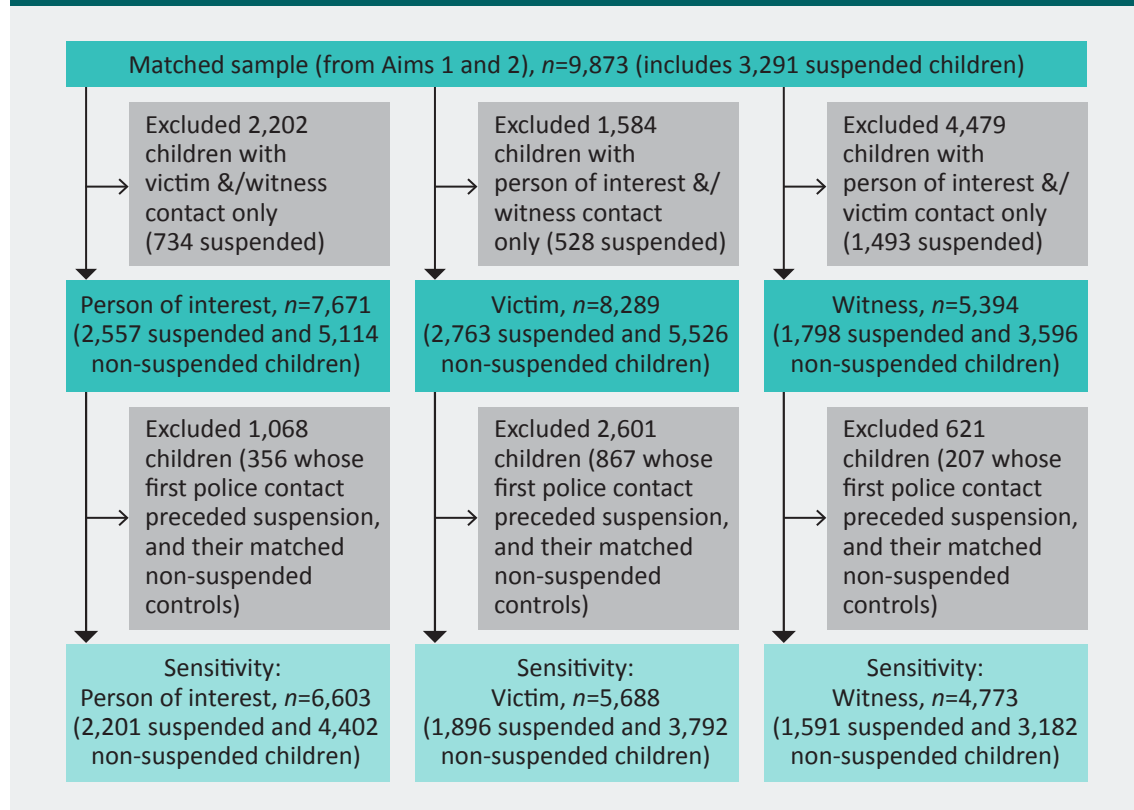 Matched sample (from Aims 1 and 2), n=9,873 (includes 3,291 suspended children)
Excluded 2,202
children with
victim &/witness
contact only
(734 suspended)
Excluded 1,584
children with
person of interest &/
witness contact
only (528 suspended)
Excluded 4,479
children with
person of interest &/
victim contact only
(1,493 suspended)
Person of interest, n=7,671
(2,557 suspended and 5,114
non-suspended children)
Victim, n=8,289
(2,763 suspended and 5,526
non-suspended children)
Witness, n=5,394
(1,798 suspended and 3,596
non-suspended children)
Excluded 1,068
children (356 whose
first police contact
preceded suspension,
and their matched
non-suspended
controls)
Excluded 2,601
children (867 whose
first police contact
preceded suspension,
and their matched
non-suspended
controls)
Excluded 621
children (207 whose
first police contact
preceded suspension,
and their matched
non-suspended
controls)
Sensitivity:
Person of interest, n=6,603
(2,201 suspended and 4,402
non-suspended children)
Sensitivity:
Victim, n=5,688
(1,896 suspended and 3,792
non-suspended children)
Sensitivity:
Witness, n=4,773
(1,591 suspended and 3,182
non-suspended children)